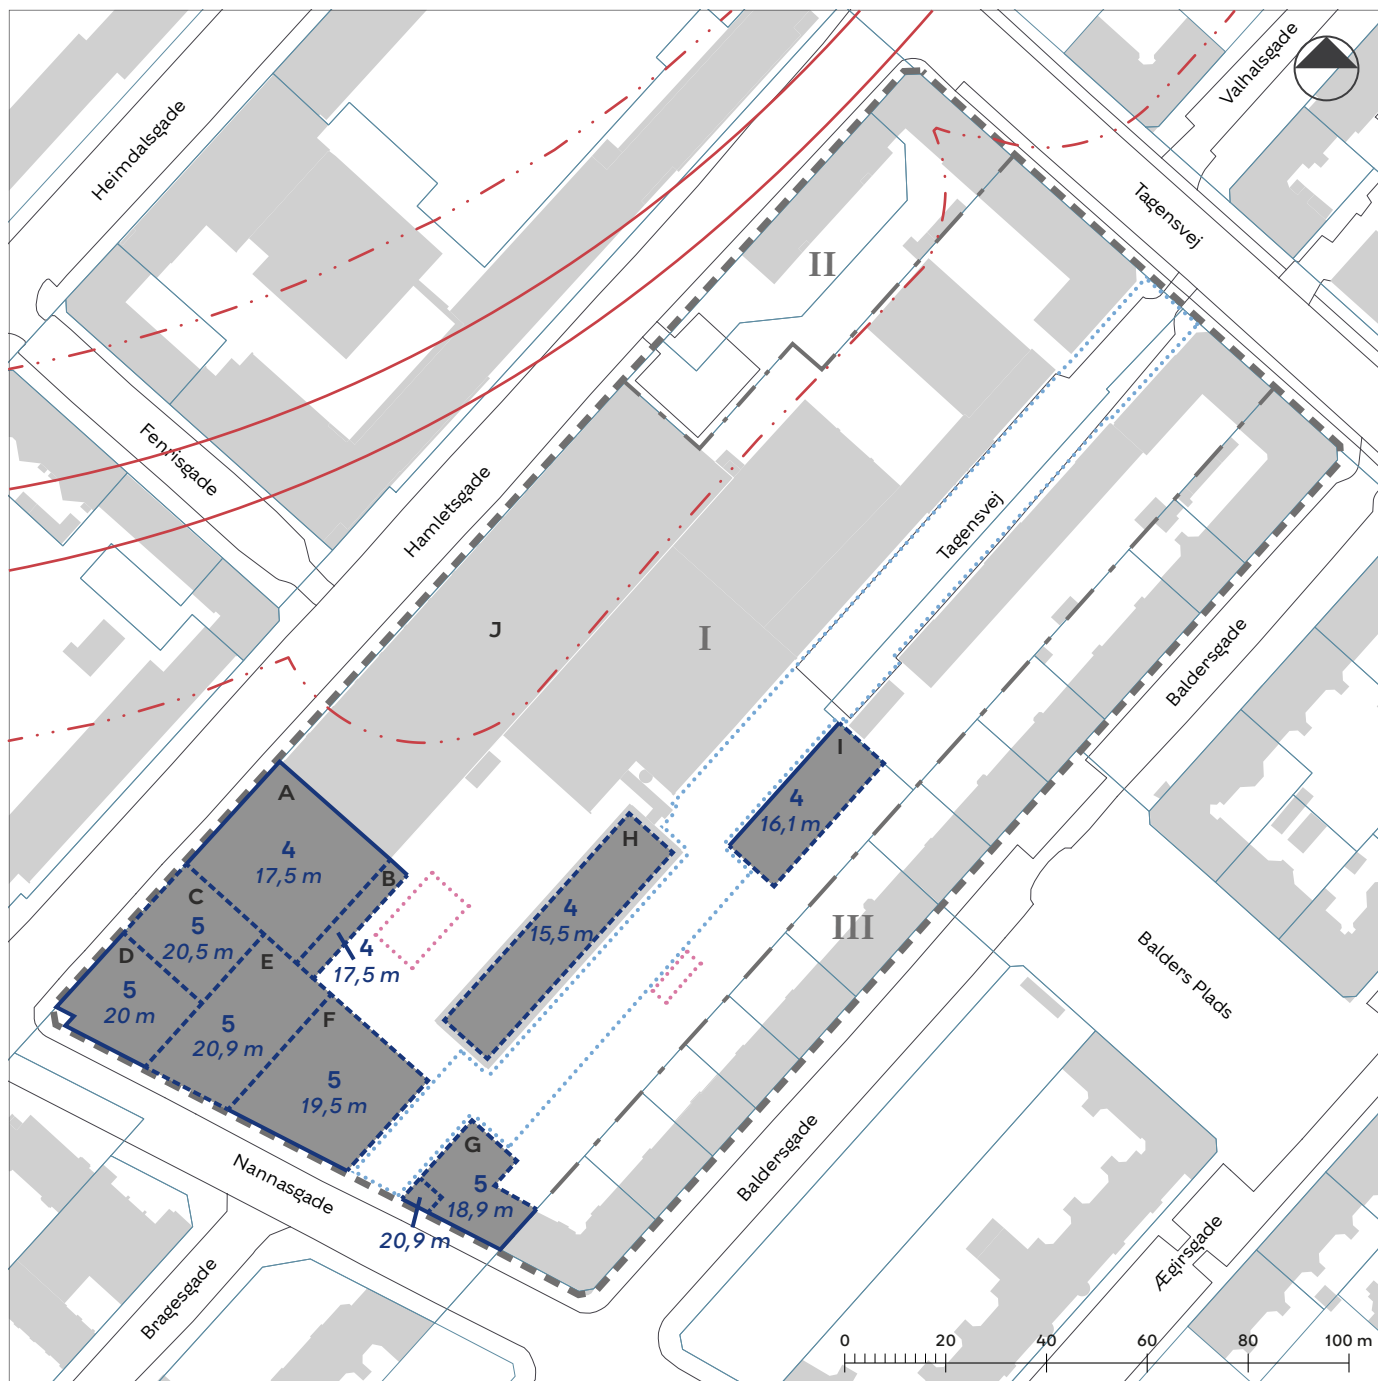 Valhalsgade
Heimdalsgade
Tagensvej
II
Fenrisgade
Hamletsgade
Tagensvej
J
I
Baldersgade
I
4
16,1 m
A
4
17,5 m
B
H
4
15,5 m
C
5
20,5 m
4
17,5 m
III
D
5
20 m
E
5
20,9 m
F
5
19,5 m
Balders Plads
G
5
18,9 m
20,9 m
Nannasgade
Baldersgade
Bragesgade
Ægirsgade
0 20 40 60 80 100 m